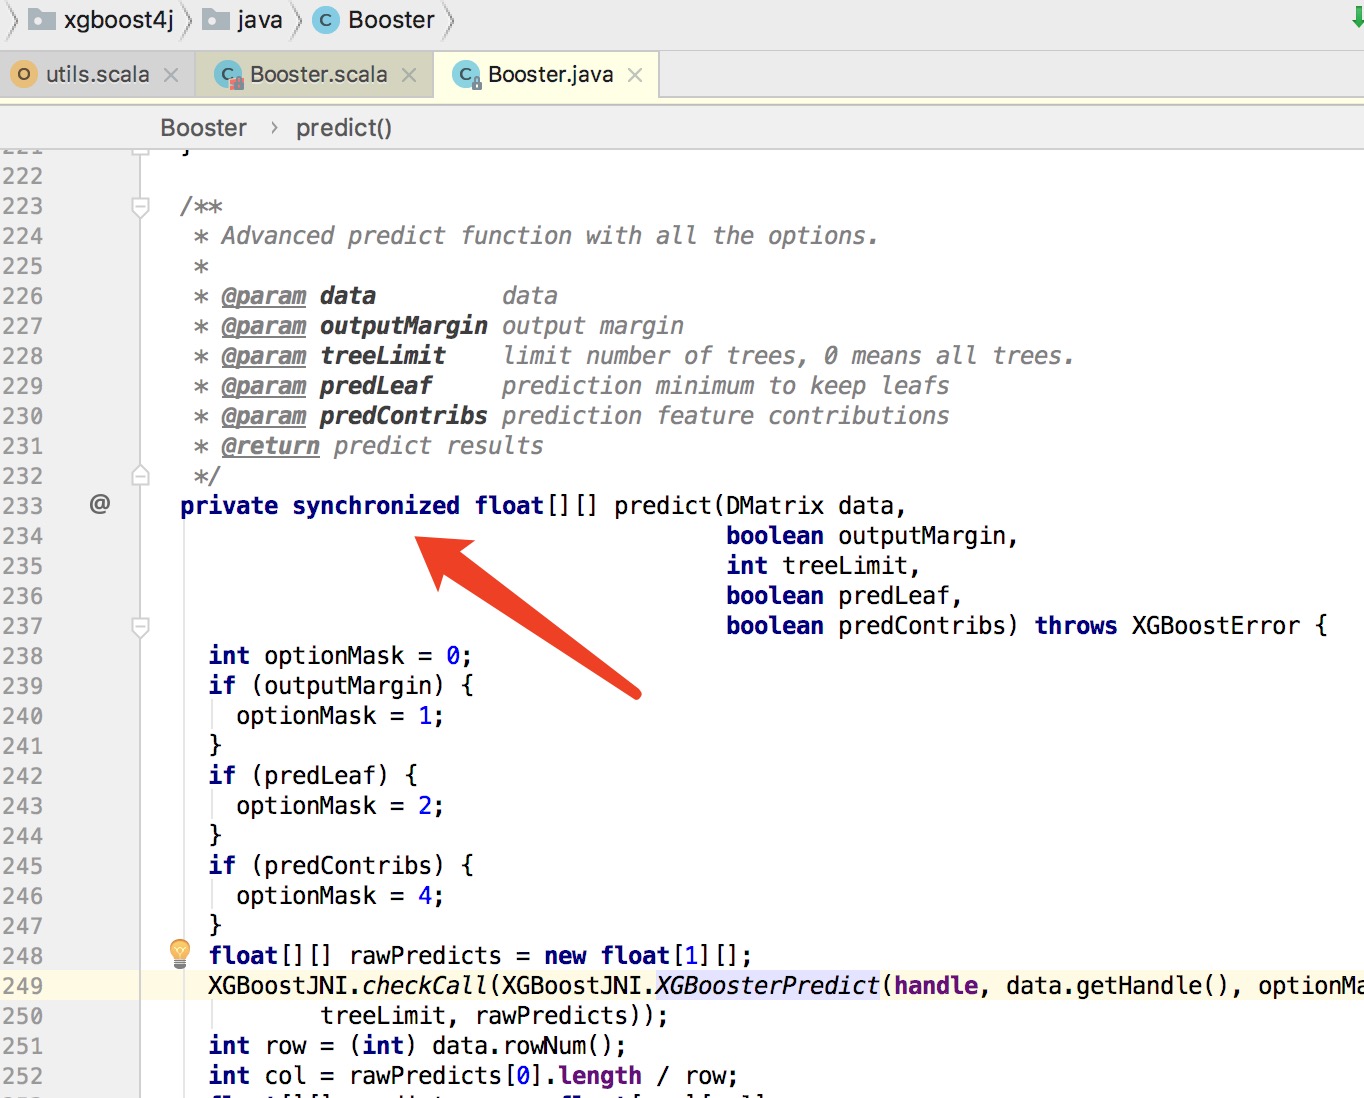 xgboost4j java C Booster
O utils.scala C Booster.scala C Booster.java
Booster › predict()
221 }
222
223 /**
224 * Advanced predict function with all the options.
225 *
226 * @param data data
227 * @param outputMargin output margin
228 * @param treeLimit limit number of trees, 0 means all trees.
229 * @param predLeaf prediction minimum to keep leafs
230 * @param predContribs prediction feature contributions
231 * @return predict results
232 */
233 @ private synchronized float[][] predict(DMatrix data,
234 boolean outputMargin,
235 int treeLimit,
236 boolean predLeaf,
237 boolean predContribs) throws XGBoostError {
238 int optionMask = 0;
239 if (outputMargin) {
240 optionMask = 1;
241 }
242 if (predLeaf) {
243 optionMask = 2;
244 }
245 if (predContribs) {
246 optionMask = 4;
247 }
248 float[][] rawPredicts = new float[1][];
249 XGBoostJNI.checkCall(XGBoostJNI.XGBoosterPredict(handle, data.getHandle(), optionMa
250 treeLimit, rawPredicts));
251 int row = (int) data.rowNum();
252 int col = rawPredicts[0].length / row;